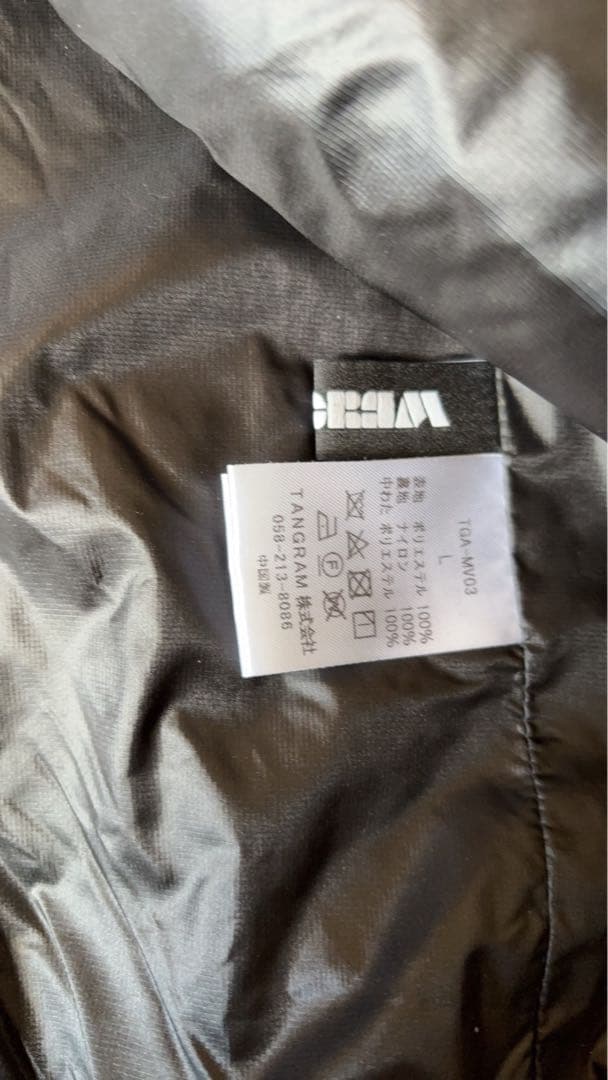 TGA-MV03
L
表地 ポリエステル 100%
裏地 ナイロン 100%
中わた ポリエステル 100%
F
W
TANGRAM 株式会社
058-213-8086
中国製